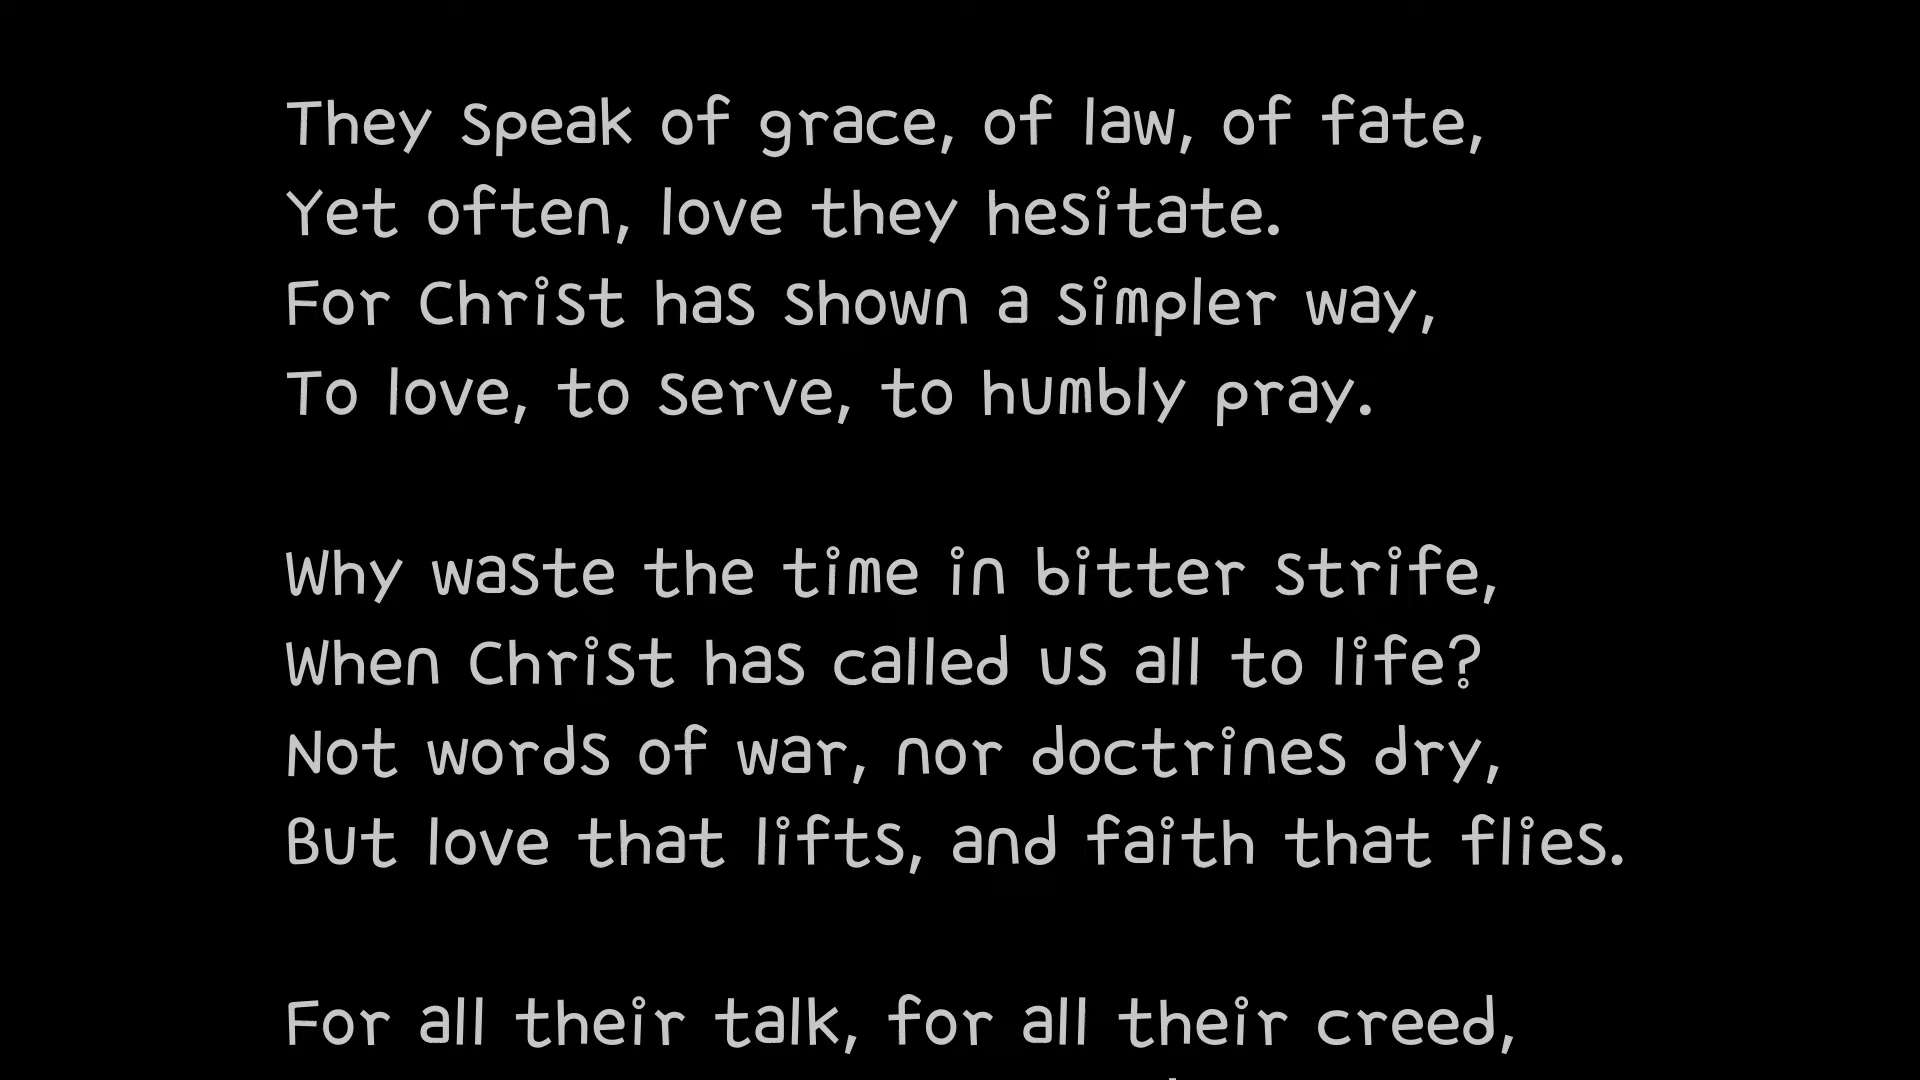 They speak of grace, of law, of fate,
Yet often, love they hesitate.
For Christ has shown a simpler way,
To love, to serve, to humbly pray.
Why waste the time in bitter strife,
When Christ has called us all to life?
Not words of war, nor doctrines dry,
But love that lifts, and faith that flies.
For all their talk, for all their creed,